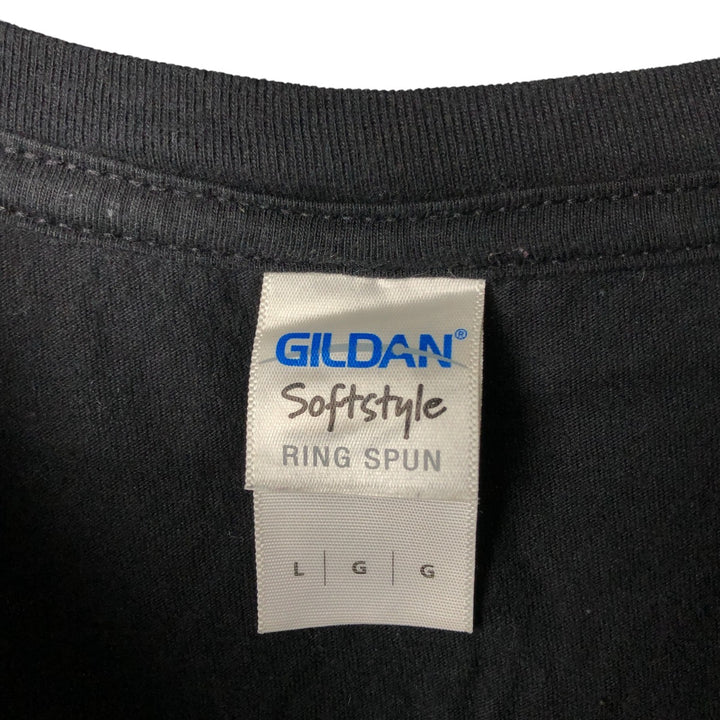 GILDAN®
Softstyle
RING SPUN
L | G | G